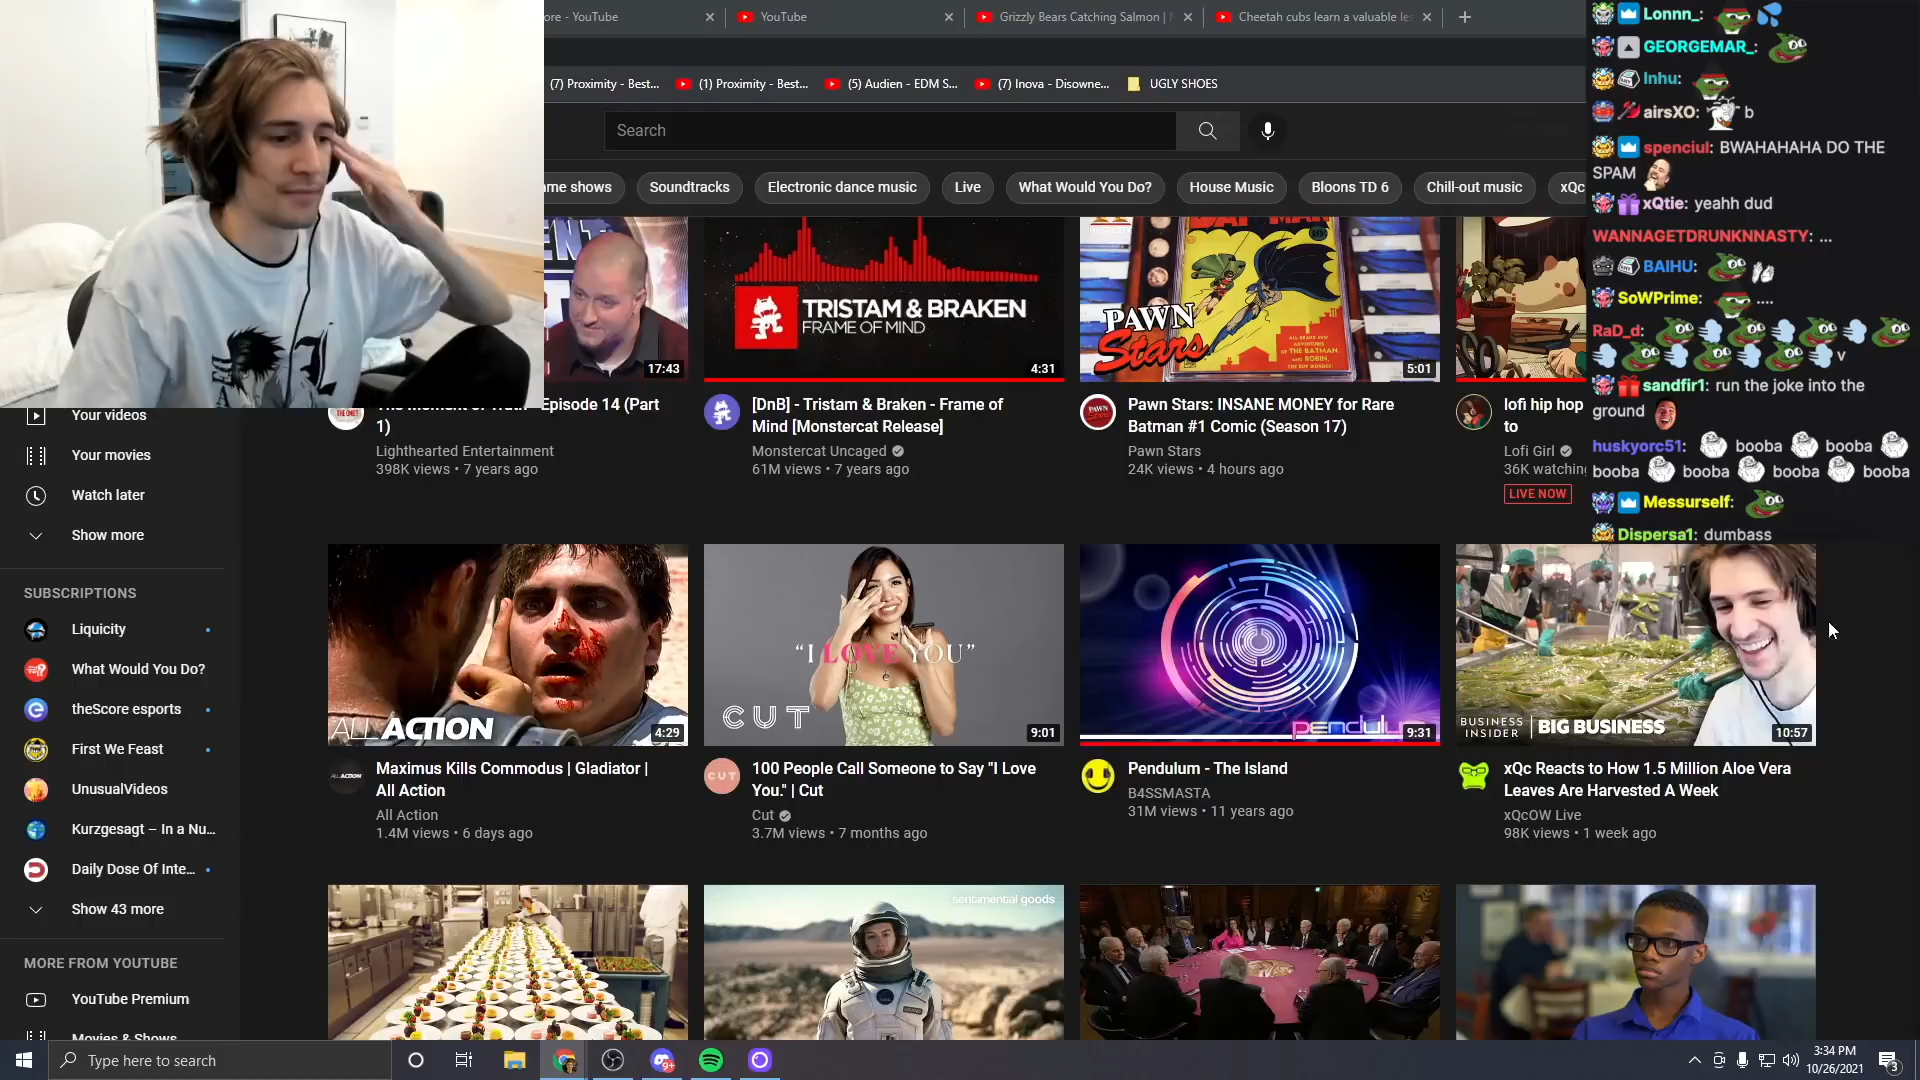 ore - YouTube
YouTube
Grizzly Bears Catching Salmon |
Cheetah cubs learn a valuable le
(7) Proximity - Best...
(1) Proximity - Best...
(5) Audien - EDM S...
(7) Inova - Disowne...
UGLY SHOES
Search
me shows
Soundtracks
Electronic dance music
Live
What Would You Do?
House Music
Bloons TD 6
Chill-out music
xQc
17:43
TRISTAM & BRAKEN
FRAME OF MIND
4:31
PAWN
Stars
5:01
Episode 14 (Part
1)
Lighthearted Entertainment
398K views • 7 years ago
[DnB] - Tristam & Braken - Frame of
Mind [Monstercat Release]
Monstercat Uncaged
61M views • 7 years ago
Pawn Stars: INSANE MONEY for Rare
Batman #1 Comic (Season 17)
Pawn Stars
24K views • 4 hours ago
lofi hip hop
to
Lofi Girl
36K watching
LIVE NOW
Lonnn_:
GEORGEMAR_:
Inhu:
airsXO: b
spenciul: BWAHAHAHA DO THE
SPAM
xQtie: yeahh dud
WANNAGETDRUNKNNASTY: ...
BAIHU:
SoWPrime: ....
RaD_d:
v
sandfir1: run the joke into the
ground
huskyorc51: booba booba
booba booba booba booba
Messurself:
Dispersa1: dumbass
Your videos
Your movies
Watch later
Show more
SUBSCRIPTIONS
Liquicity
What Would You Do?
theScore esports
First We Feast
UnusualVideos
Kurzgesagt – In a Nu...
Daily Dose Of Inte...
Show 43 more
MORE FROM YOUTUBE
YouTube Premium
Movies & Shows
ALL ACTION
4:29
"I LOVE YOU"
CUT
9:01
9:31
BUSINESS
INSIDER
BIG BUSINESS
10:57
Maximus Kills Commodus | Gladiator |
All Action
All Action
1.4M views • 6 days ago
CUT
100 People Call Someone to Say "I Love
You." | Cut
Cut
3.7M views • 7 months ago
Pendulum - The Island
B4SSMASTA
31M views • 11 years ago
xQc Reacts to How 1.5 Million Aloe Vera
Leaves Are Harvested A Week
xQcOW Live
98K views • 1 week ago
sentimental goods
Type here to search
9+
3:34 PM
10/26/2021
3